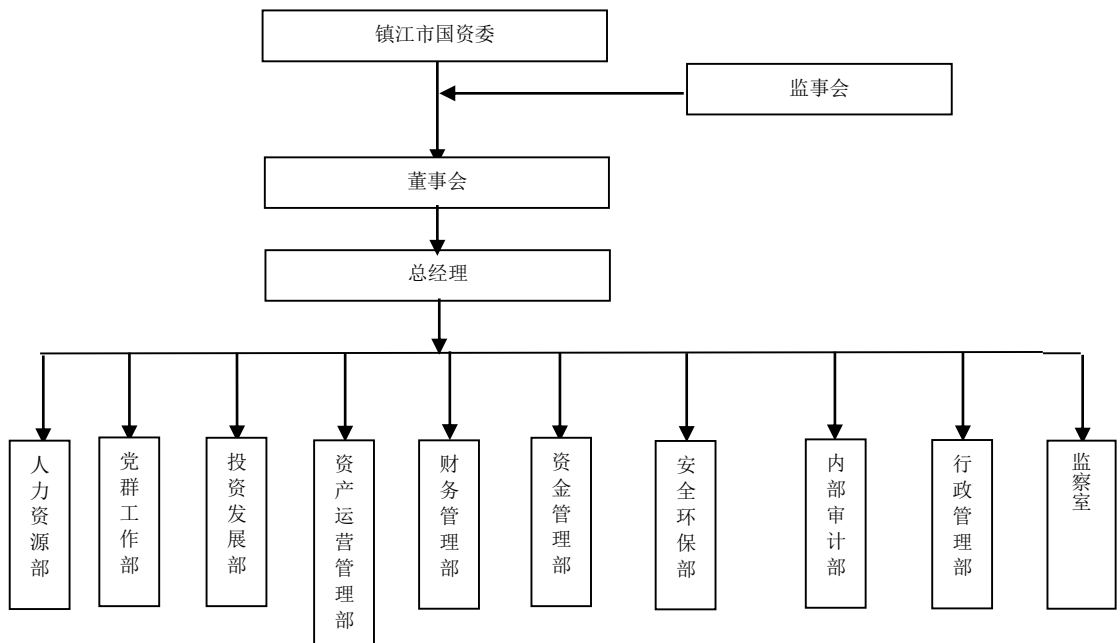 镇江市国资委
监事会
董事会
总经理
人力资源部
党群工作部
投资发展部
资产运营管理部
财务管理部
资金管理部
安全环保部
内部审计部
行政管理部
监察室